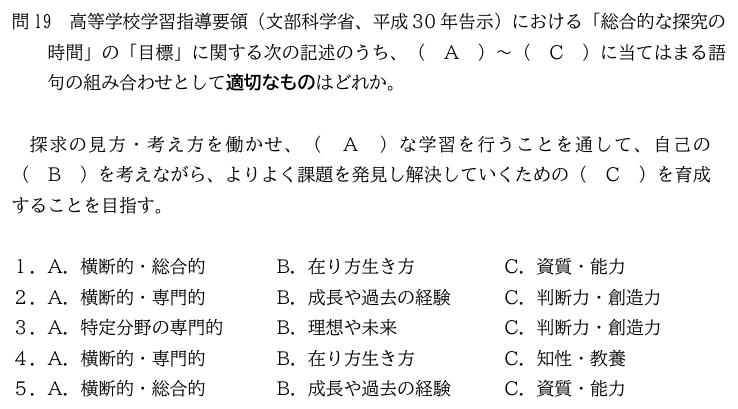 問19　高等学校学習指導要領（文部科学省、平成30年告示）における「総合的な探究の
時間」の「目標」に関する次の記述のうち、（　A　）～（　C　）に当てはまる語
句の組み合わせとして適切なものはどれか。
探求の見方・考え方を働かせ、（　A　）な学習を行うことを通して、自己の
（　B　）を考えながら、よりよく課題を発見し解決していくための（　C　）を育成
することを目指す。
１．A．横断的・総合的　B．在り方生き方　C．資質・能力
２．A．横断的・専門的　B．成長や過去の経験　C．判断力・創造力
３．A．特定分野の専門的　B．理想や未来　C．判断力・創造力
４．A．横断的・専門的　B．在り方生き方　C．知性・教養
５．A．横断的・総合的　B．成長や過去の経験　C．資質・能力